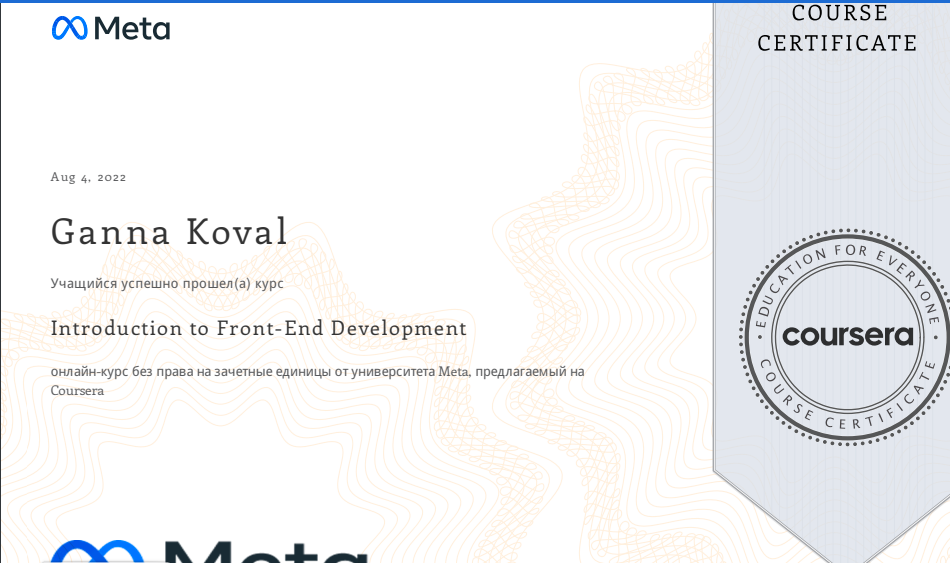 Meta
COURSE
CERTIFICATE
Aug 4, 2022
Ganna Koval
Учащийся успешно прошел(а) курс
Introduction to Front-End Development
онлайн-курс без права на зачетные единицы от университета Meta, предлагаемый на
Coursera
EDUCATION FOR EVERYONE
coursera
COURSE CERTIFICATE
Meta